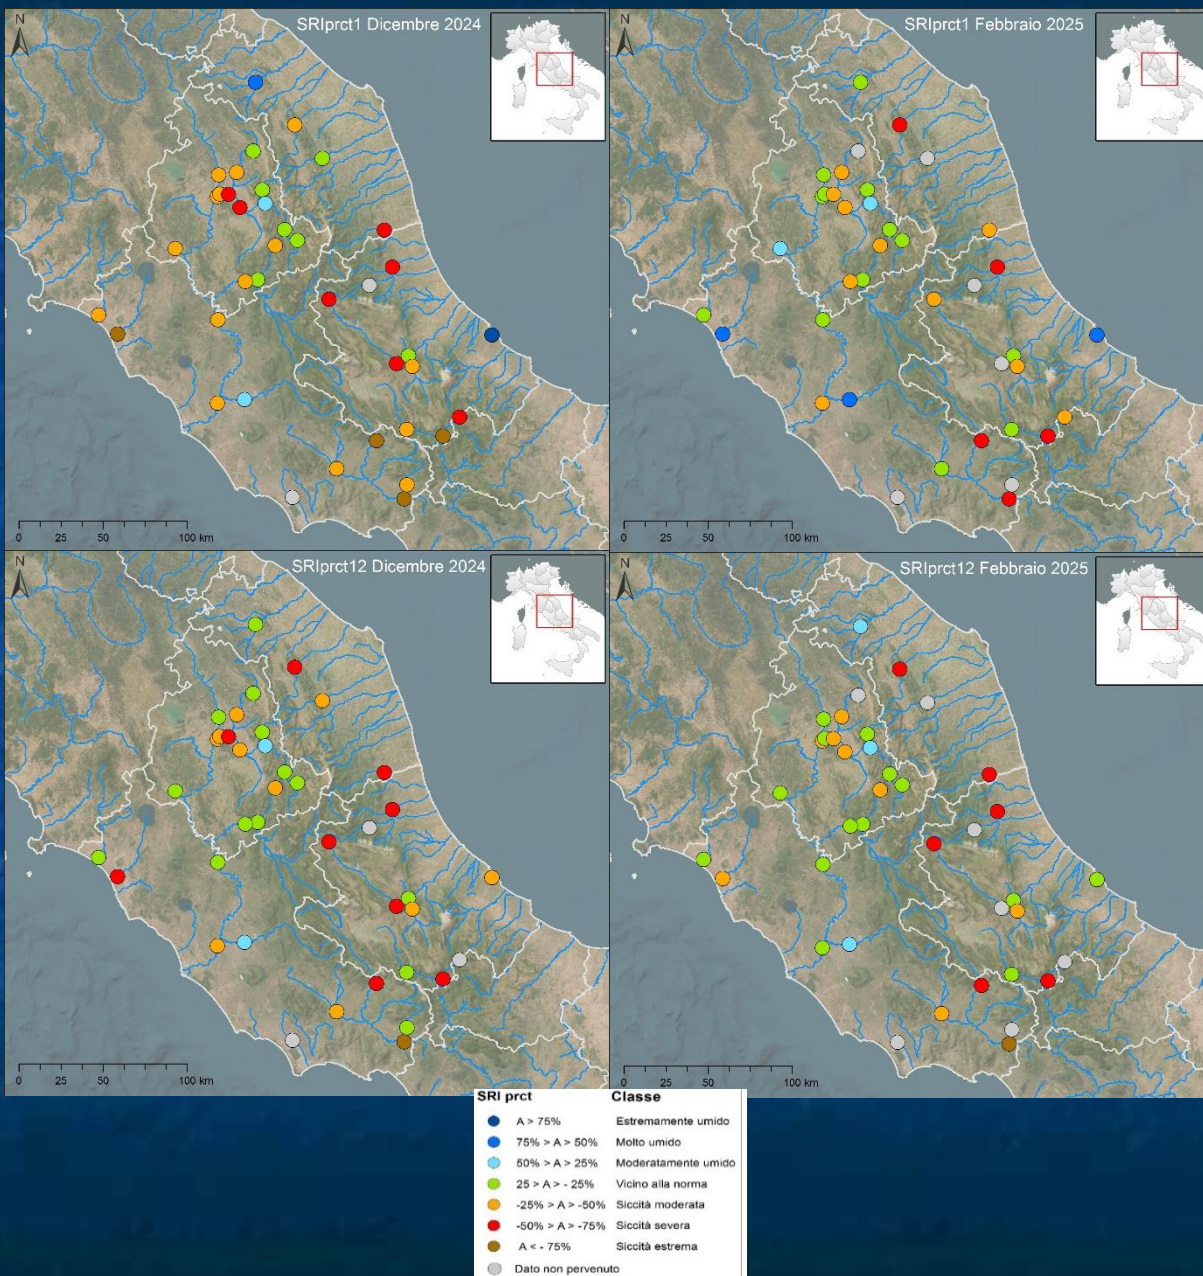 SRIprct1 Dicembre 2024
N
0 25 50 100 km
SRIprct1 Febbraio 2025
N
0 25 50 100 km
SRIprct12 Dicembre 2024
N
0 25 50 100 km
SRIprct12 Febbraio 2025
N
0 25 50 100 km
SRI prct Classe
A > 75% Estremamente umido
75% > A > 50% Molto umido
50% > A > 25% Moderatamente umido
25 > A > - 25% Vicino alla norma
-25% > A > -50% Siccità moderata
-50% > A > -75% Siccità severa
A < - 75% Siccità estrema
Dato non pervenuto